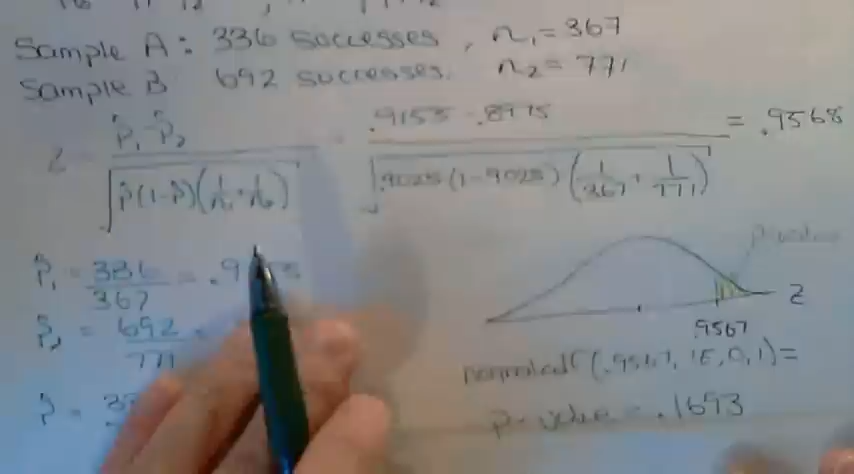 Sample A: 336 successes, n₁ = 367
Sample B 692 successes. n₂ = 771
z = p̂₁-p̂₂ / √p̂(1-p̂)(1/n₁ + 1/n₂) = .9155 - .8975 / √.9025(1-.9025)(1/367 + 1/771) = .9568
p̂₁ = 336/367 = .9
p̂₂ = 692/771
p̂ = 33
p-value
z
.9567
normalcdf(.9567, 1E, 0, 1) =
p-value = .1693